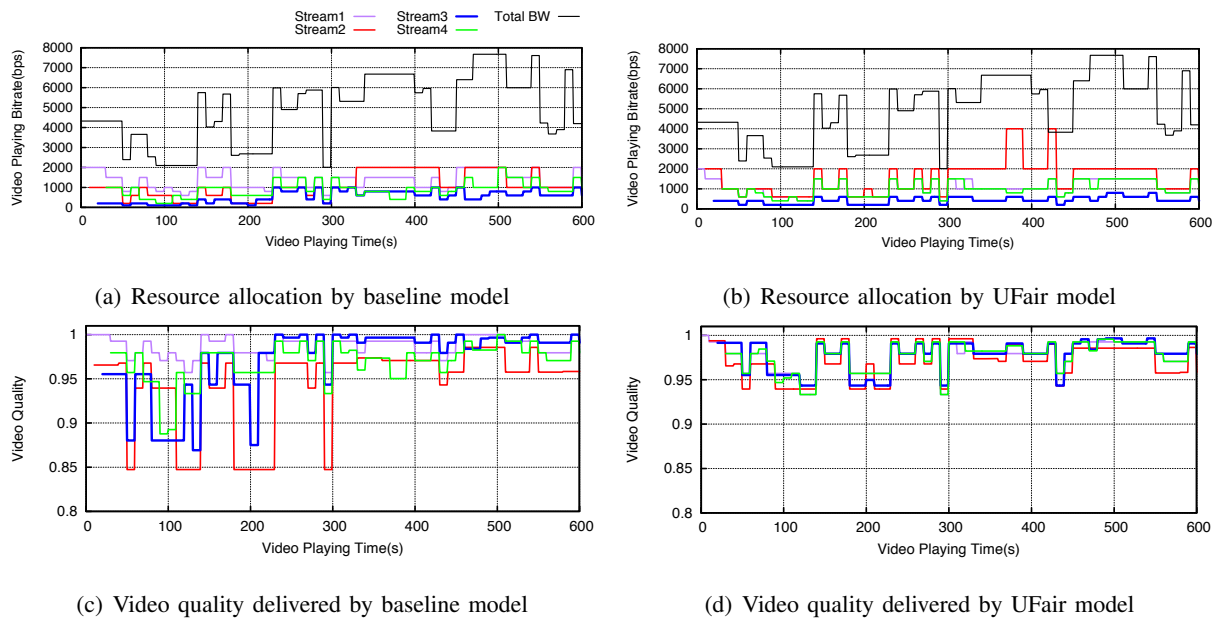 Stream1
Stream2
Stream3
Stream4
Total BW
Video Playing Bitrate(bps)
8000
7000
6000
5000
4000
3000
2000
1000
0
0 100 200 300 400 500 600
Video Playing Time(s)
(a) Resource allocation by baseline model
Video Playing Bitrate(bps)
8000
7000
6000
5000
4000
3000
2000
1000
0
0 100 200 300 400 500 600
Video Playing Time(s)
(b) Resource allocation by UFair model
Video Quality
1
0.95
0.9
0.85
0.8
0 100 200 300 400 500 600
Video Playing Time(s)
(c) Video quality delivered by baseline model
Video Quality
1
0.95
0.9
0.85
0.8
0 100 200 300 400 500 600
Video Playing Time(s)
(d) Video quality delivered by UFair model